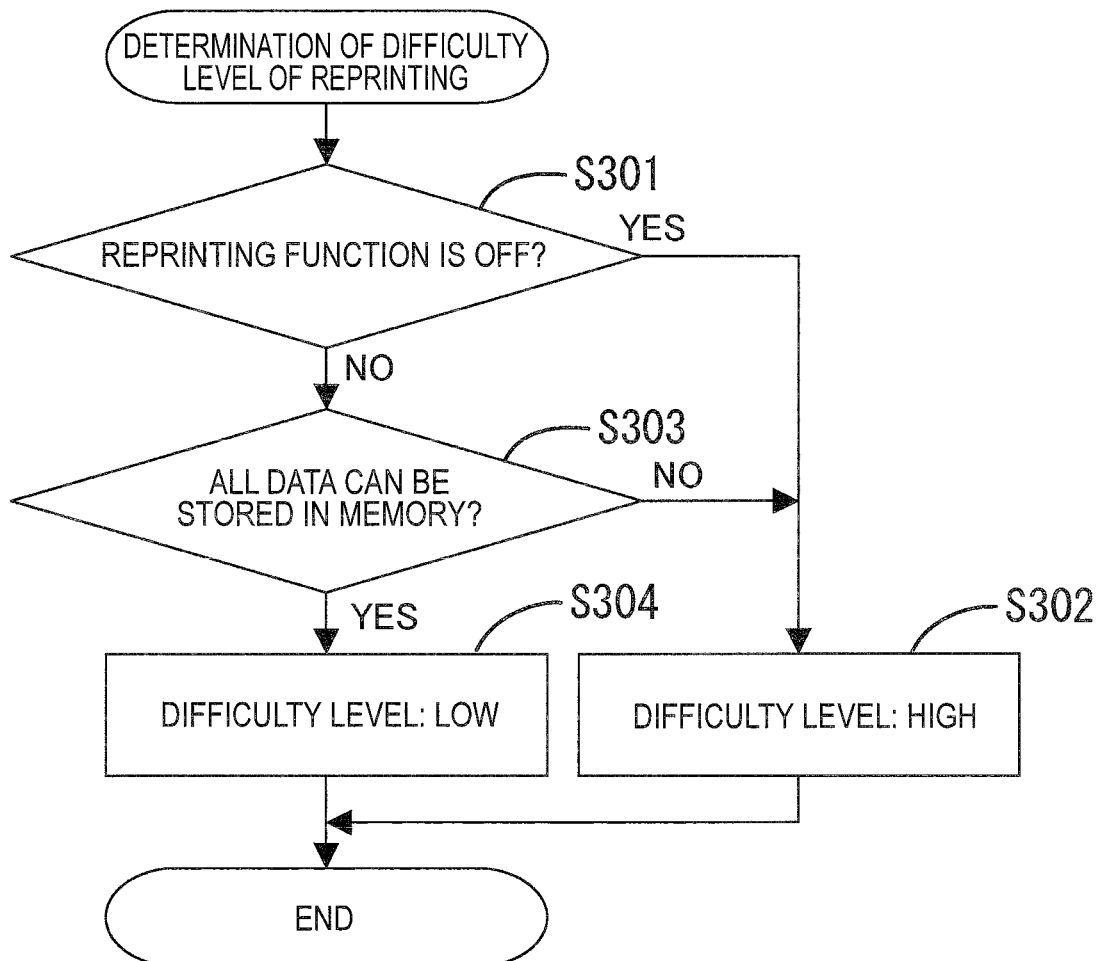 DETERMINATION OF DIFFICULTY
LEVEL OF REPRINTING
S301
YES
REPRINTING FUNCTION IS OFF?
NO
S303
NO
ALL DATA CAN BE
STORED IN MEMORY?
YES
S304
S302
DIFFICULTY LEVEL: LOW
DIFFICULTY LEVEL: HIGH
END